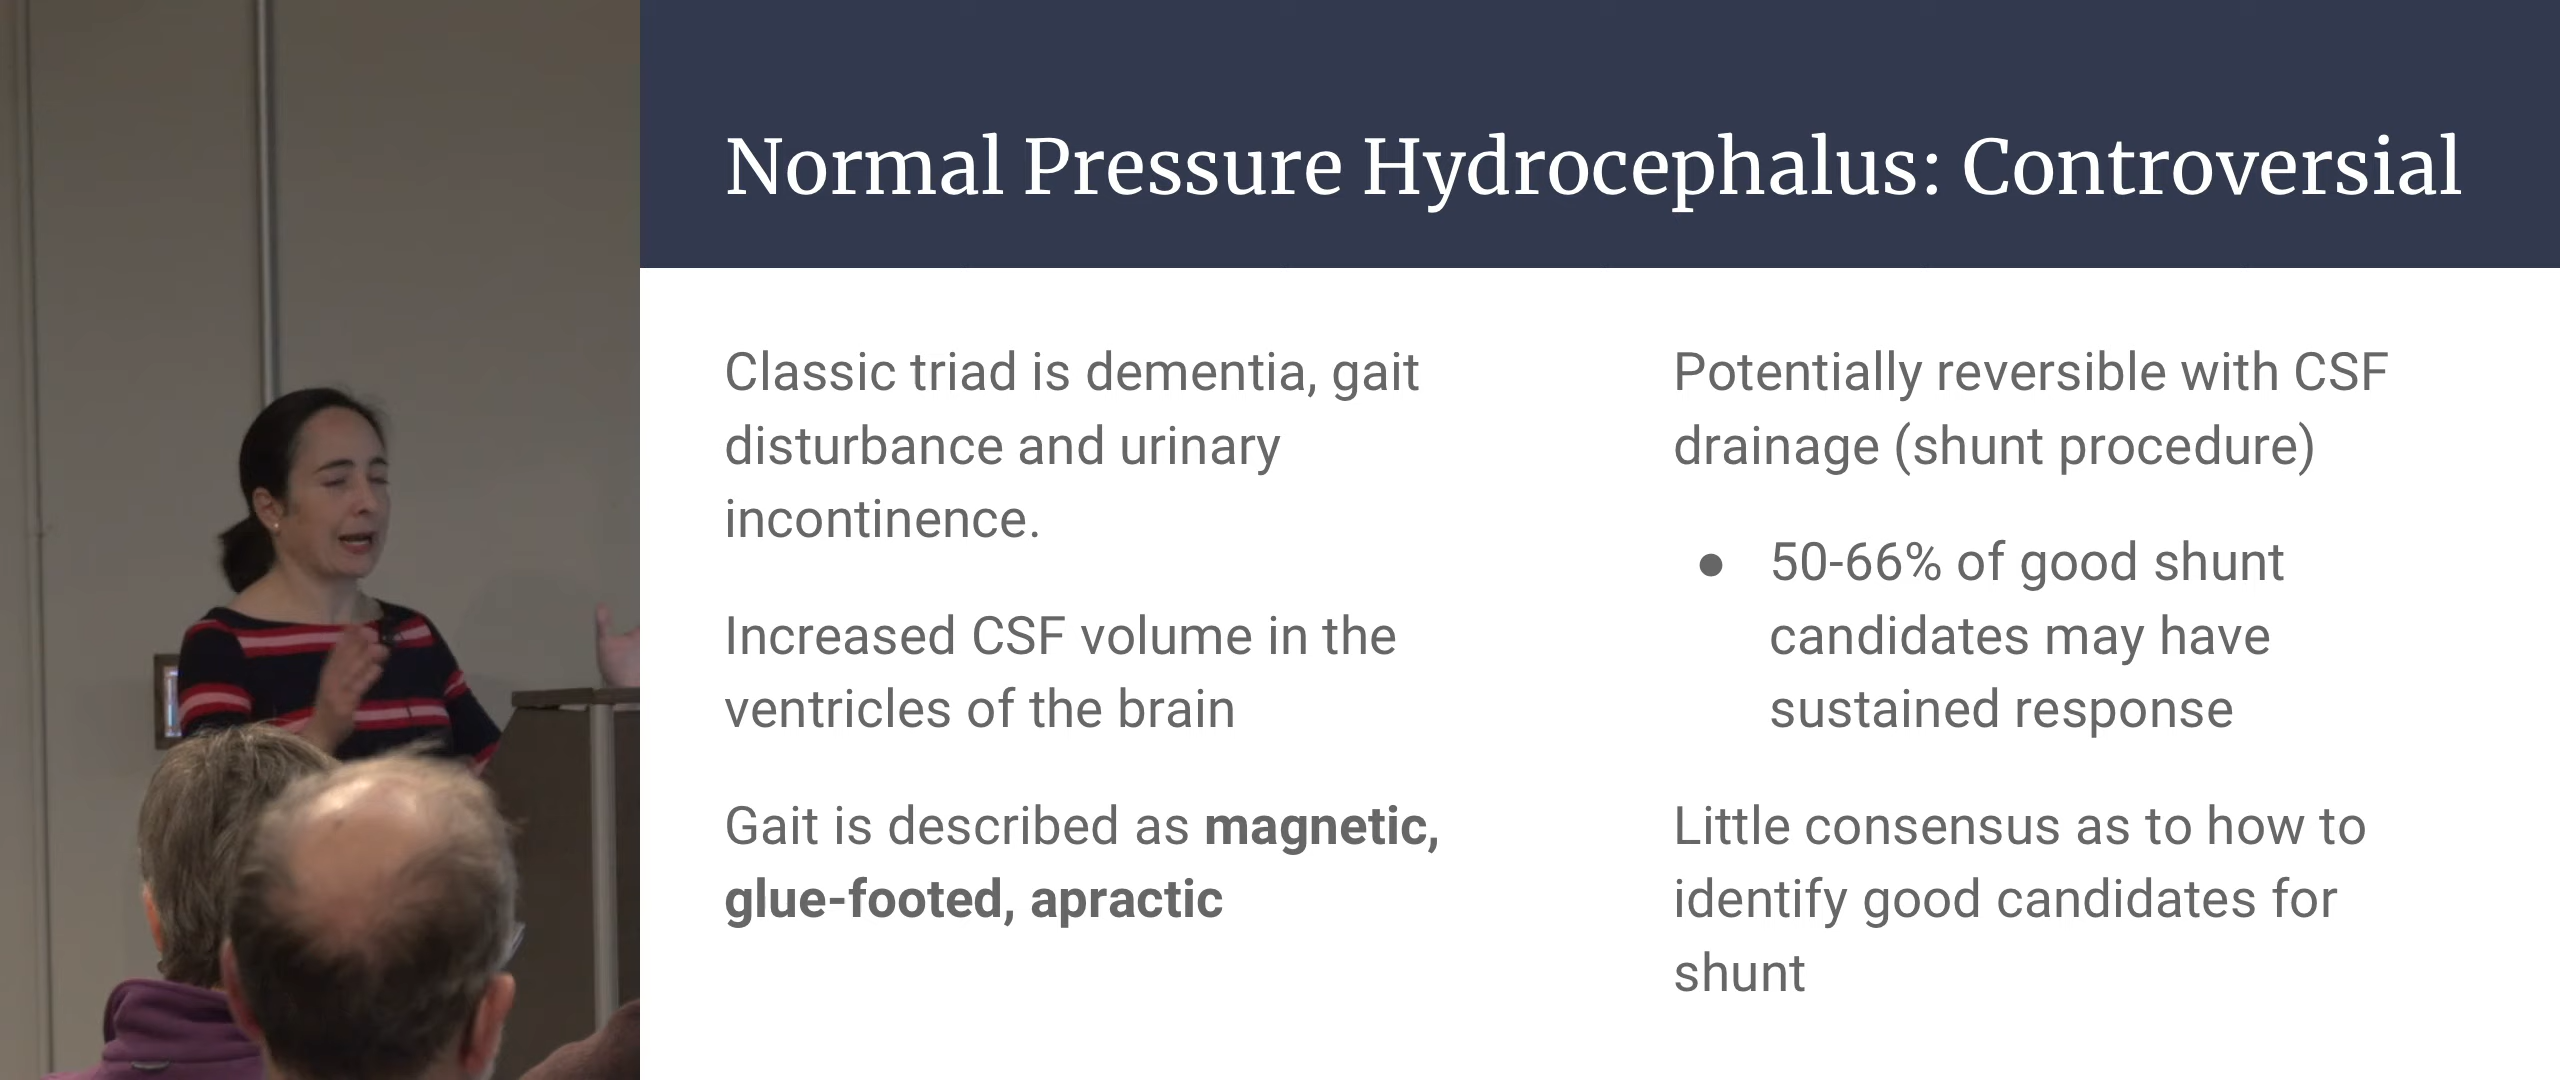 Normal Pressure Hydrocephalus: Controversial
Classic triad is dementia, gait
disturbance and urinary
incontinence.
Increased CSF volume in the
ventricles of the brain
Gait is described as magnetic,
glue-footed, apractic
Potentially reversible with CSF
drainage (shunt procedure)
● 50-66% of good shunt
candidates may have
sustained response
Little consensus as to how to
identify good candidates for
shunt